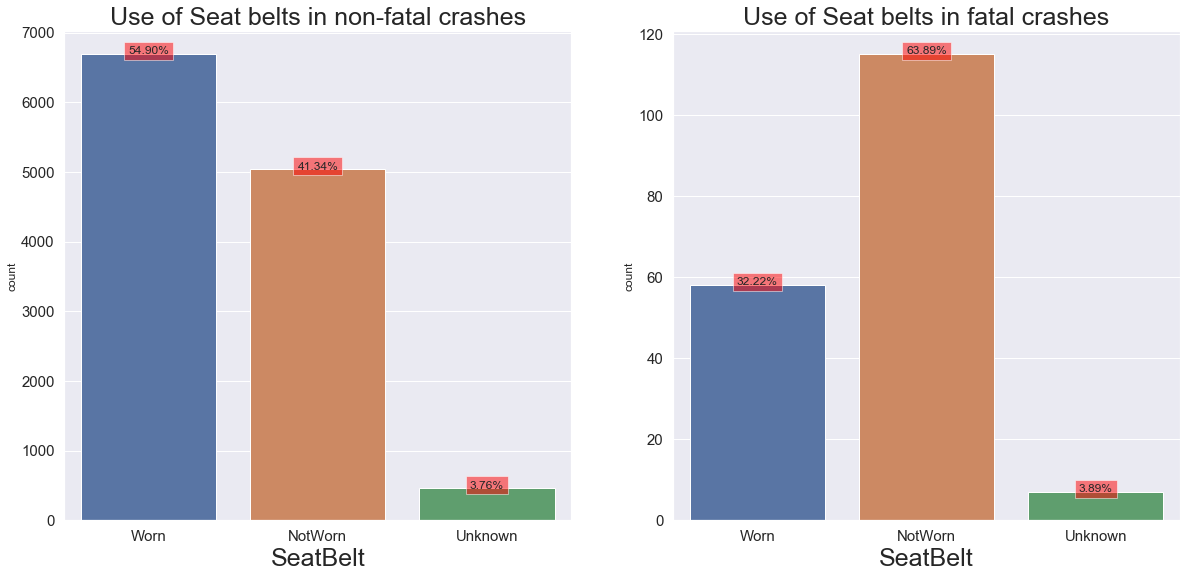 Use of Seat belts in non-fatal crashes
7000
6000
5000
4000
3000
2000
1000
0
count
54.90%
41.34%
3.76%
Worn
NotWorn
Unknown
SeatBelt
Use of Seat belts in fatal crashes
120
100
80
60
40
20
0
count
32.22%
63.89%
3.89%
Worn
NotWorn
Unknown
SeatBelt